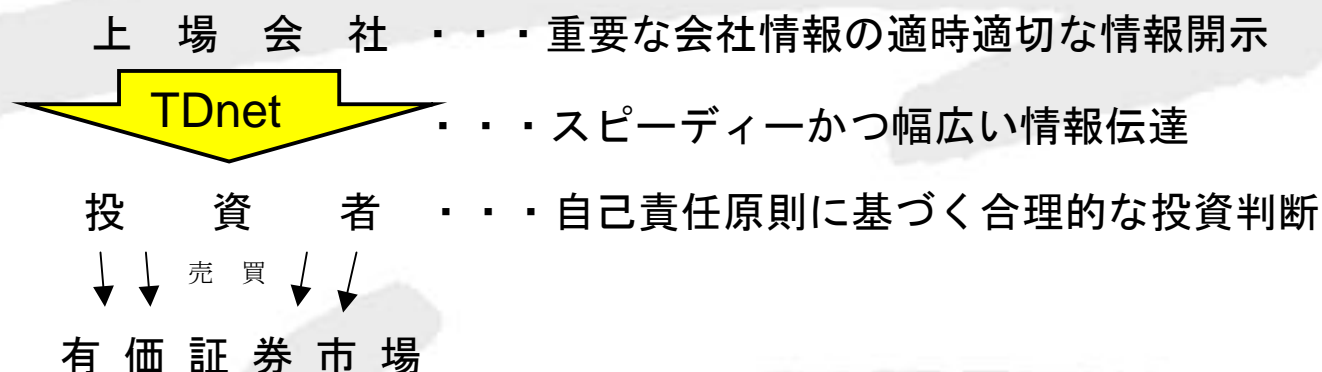 上 場 会 社 ・・・重要な会社情報の適時適切な情報開示
TDnet ・・・スピーディーかつ幅広い情報伝達
投 資 者 ・・・自己責任原則に基づく合理的な投資判断
売 買
有 価 証 券 市 場